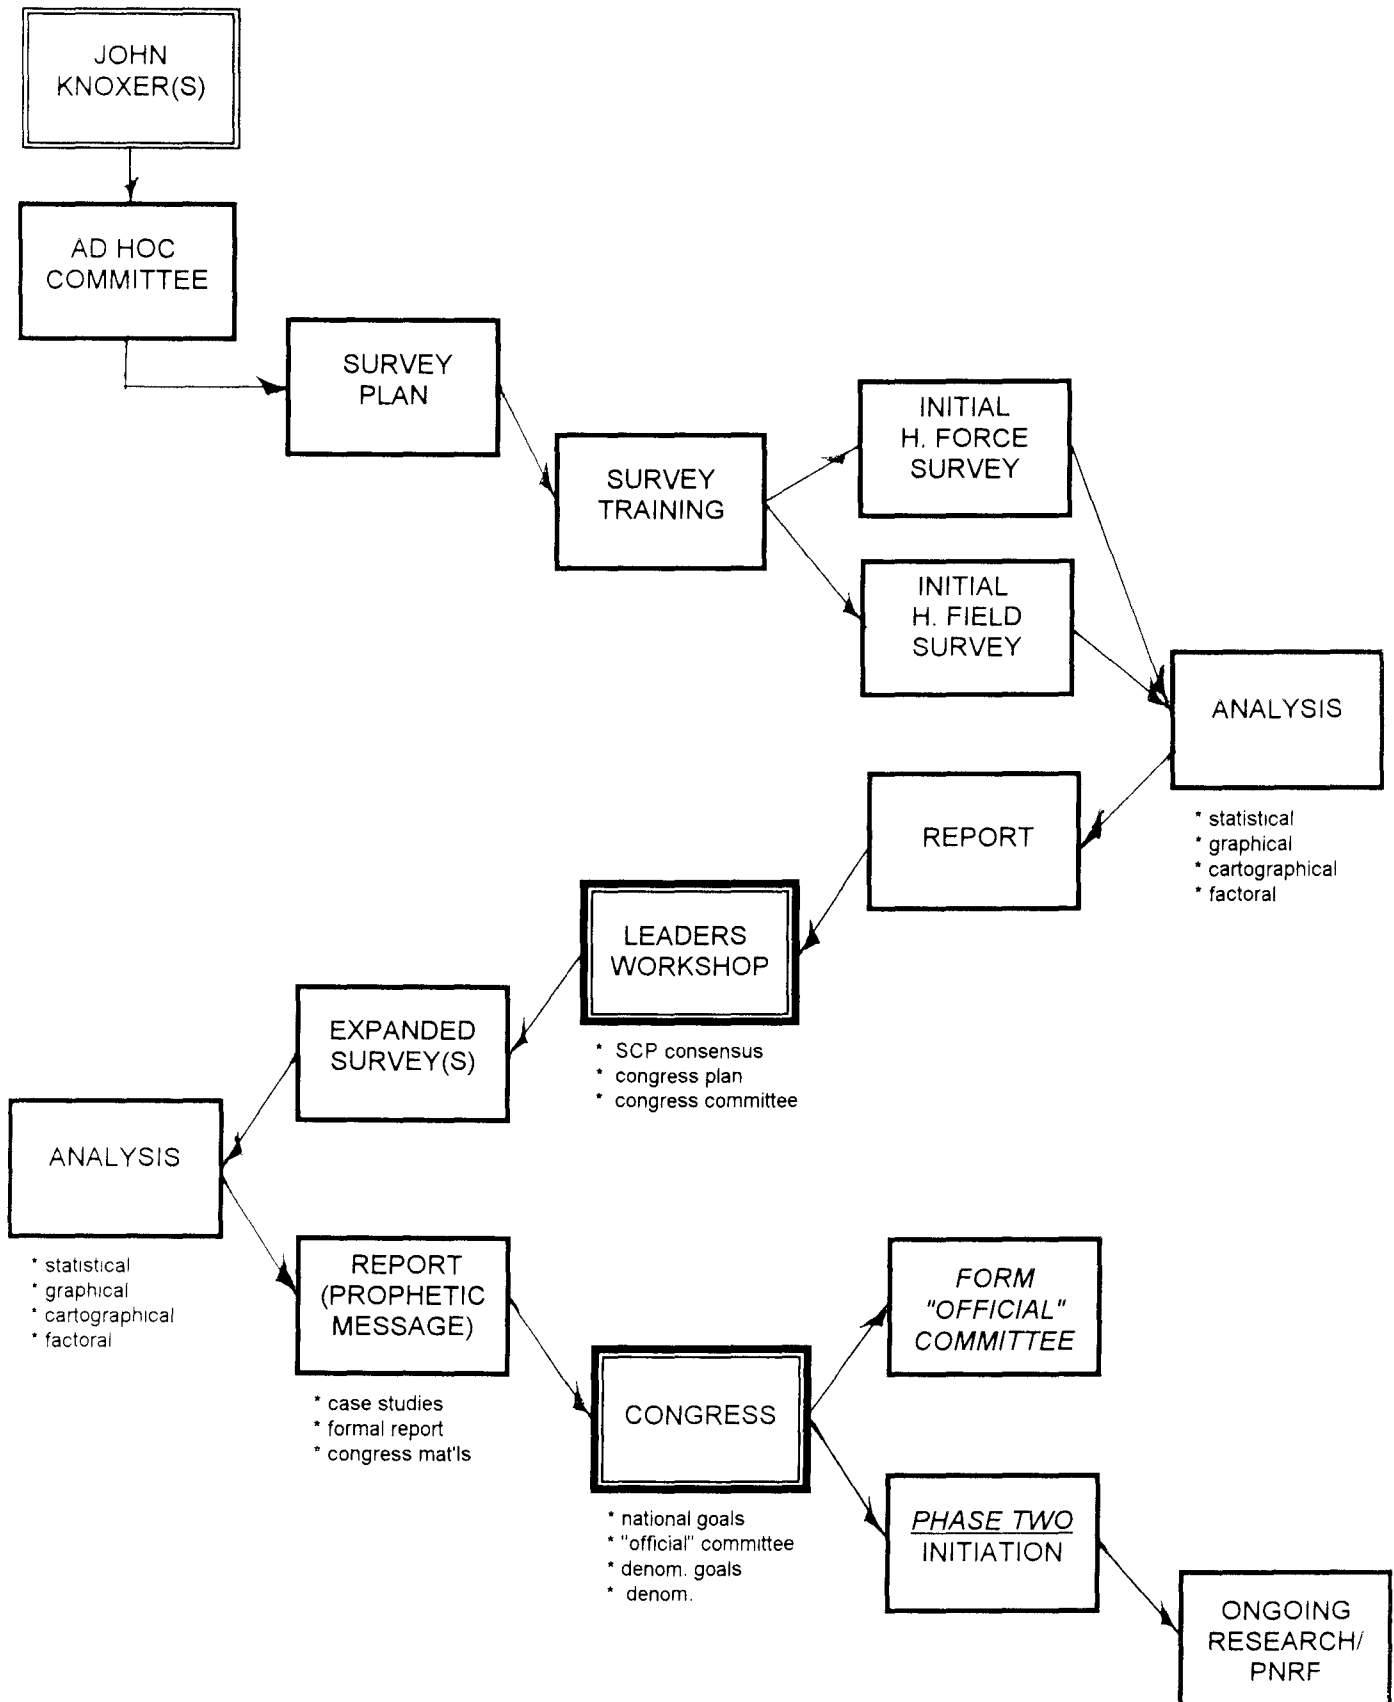 JOHN
KNOXER(S)
AD HOC
COMMITTEE
SURVEY
PLAN
SURVEY
TRAINING
INITIAL
H. FORCE
SURVEY
INITIAL
H. FIELD
SURVEY
ANALYSIS
* statistical
* graphical
* cartographical
* factoral
REPORT
LEADERS
WORKSHOP
* SCP consensus
* congress plan
* congress committee
EXPANDED
SURVEY(S)
ANALYSIS
* statistical
* graphical
* cartographical
* factoral
REPORT
(PROPHETIC
MESSAGE)
* case studies
* formal report
* congress mat'ls
CONGRESS
* national goals
* "official" committee
* denom. goals
* denom.
FORM
"OFFICIAL"
COMMITTEE
PHASE TWO
INITIATION
ONGOING
RESEARCH/
PNRF